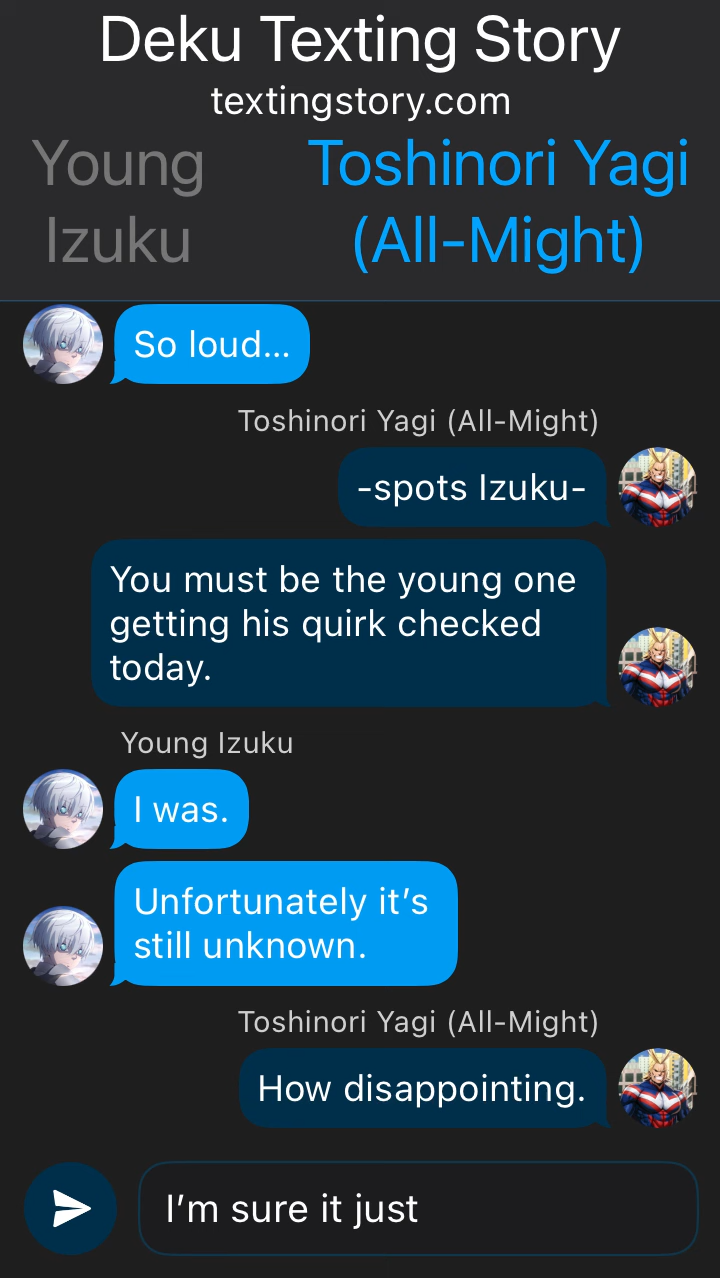 Deku Texting Story
textingstory.com
Young
Izuku
Toshinori Yagi
(All-Might)
So loud...
Toshinori Yagi (All-Might)
-spots Izuku-
You must be the young one
getting his quirk checked
today.
Young Izuku
I was.
Unfortunately it’s
still unknown.
Toshinori Yagi (All-Might)
How disappointing.
I’m sure it just